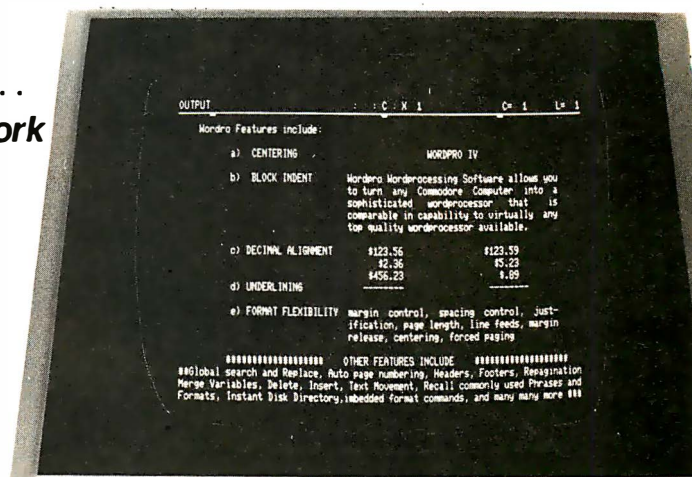 ..
ork
OUTPUT : :C :X 1 C= 1 L= 1
Wordro Features include:
a) CENTERING WORDPRO IV
b) BLOCK INDENT Wordpro Wordprocessing Software allows you
to turn any Commodore Computer into a
sophisticated wordprocessor that is
comparable in capability to virtually any
top quality wordprocessor available.
c) DECIMAL ALIGNMENT $123.56 $123.59
$2.36 $5.23
$456.23 $.89
d) UNDERLINING -------- --------
e) FORMAT FLEXIBILITY margin control, spacing control, just-
ification, page length, line feeds, margin
release, centering, forced paging
OTHER FEATURES INCLUDE
##Global search and Replace, Auto page numbering, Headers, Footers, Repagination
Merge Variables, Delete, Insert, Text Movement, Recall commonly used Phrases and
Formats, Instant Disk Directory,imbedded format commands, and many many more ###